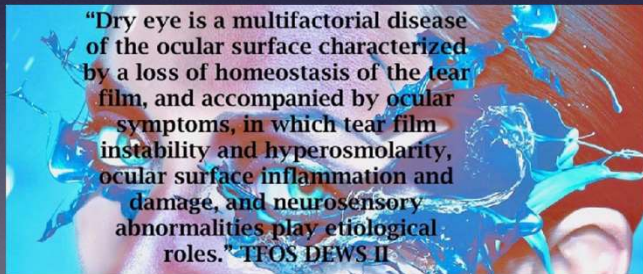 “Dry eye is a multifactorial disease
of the ocular surface characterized
by a loss of homeostasis of the tear
film, and accompanied by ocular
symptoms, in which tear film
instability and hyperosmolarity,
ocular surface inflammation and
damage, and neurosensory
abnormalities play etiological
roles.” TFOS DEWS II